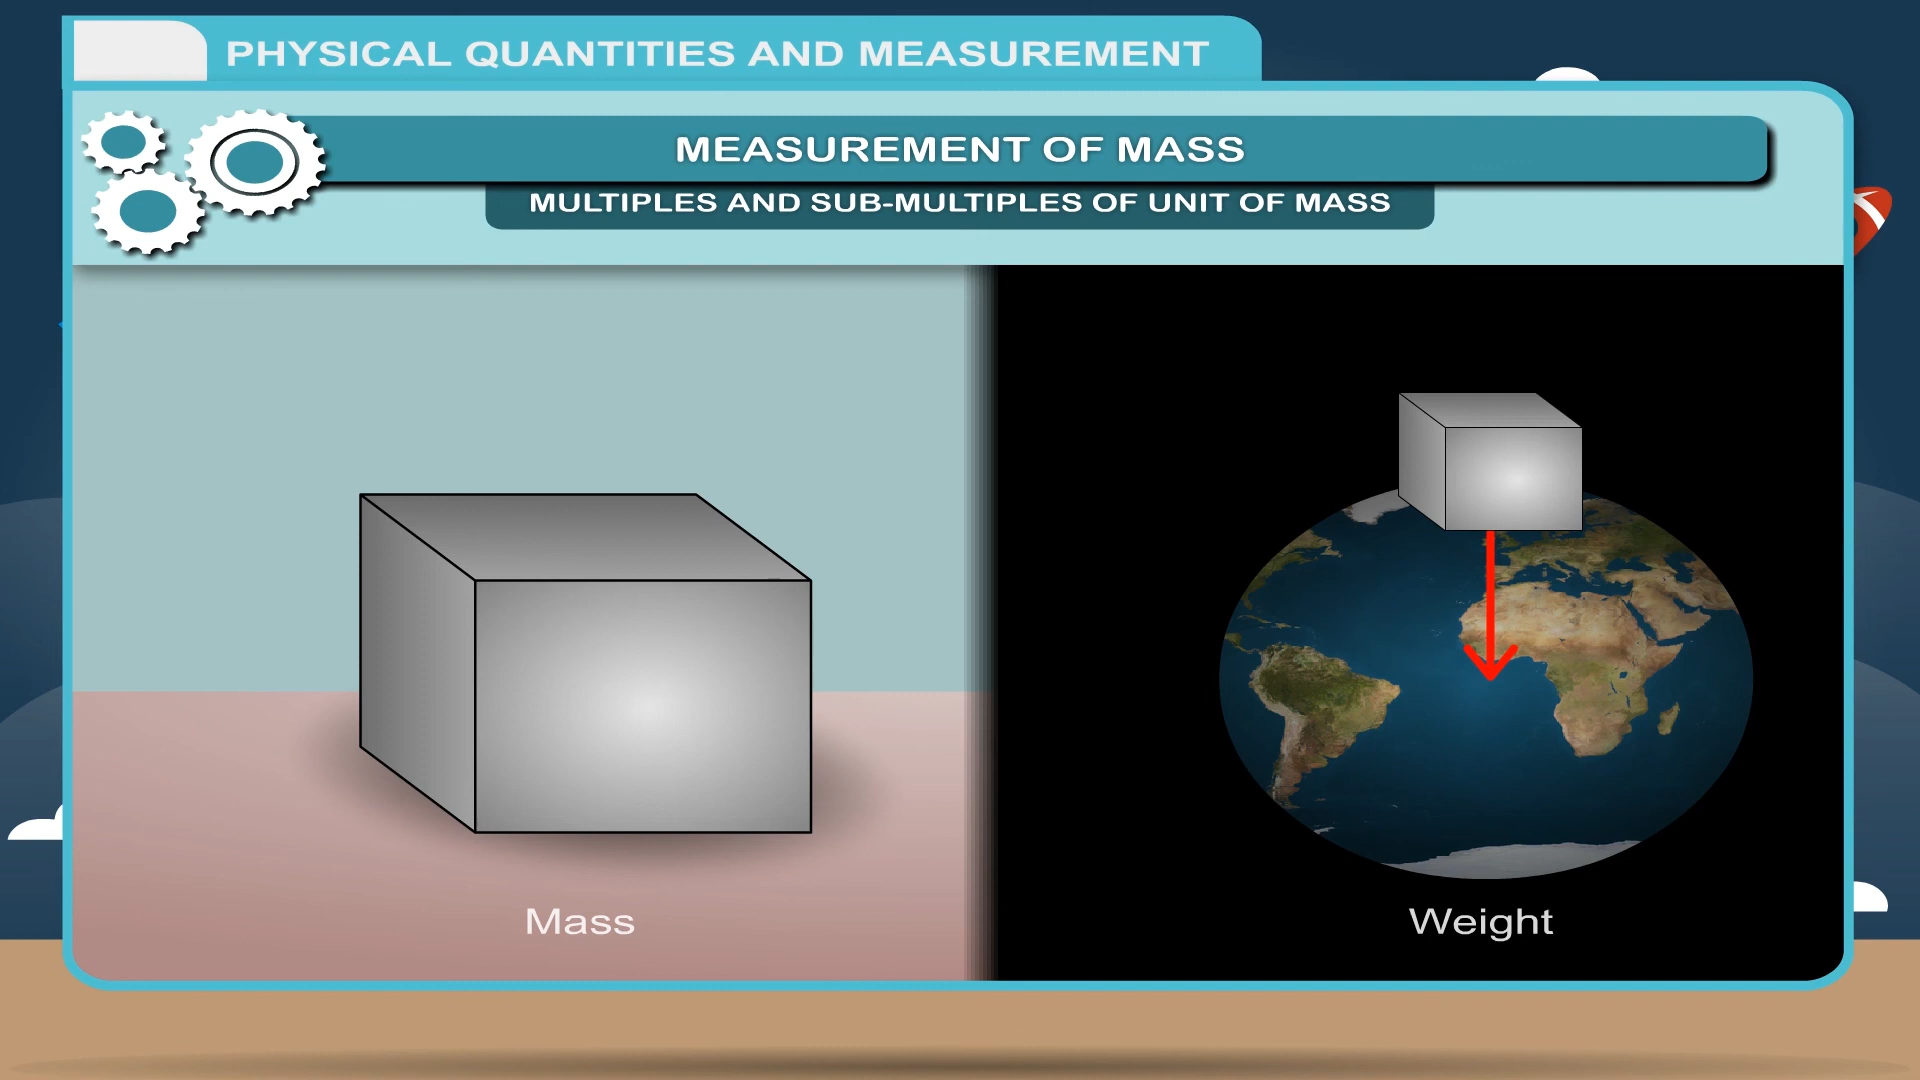 PHYSICAL QUANTITIES AND MEASUREMENT
MEASUREMENT OF MASS
MULTIPLES AND SUB-MULTIPLES OF UNIT OF MASS
Mass
Weight